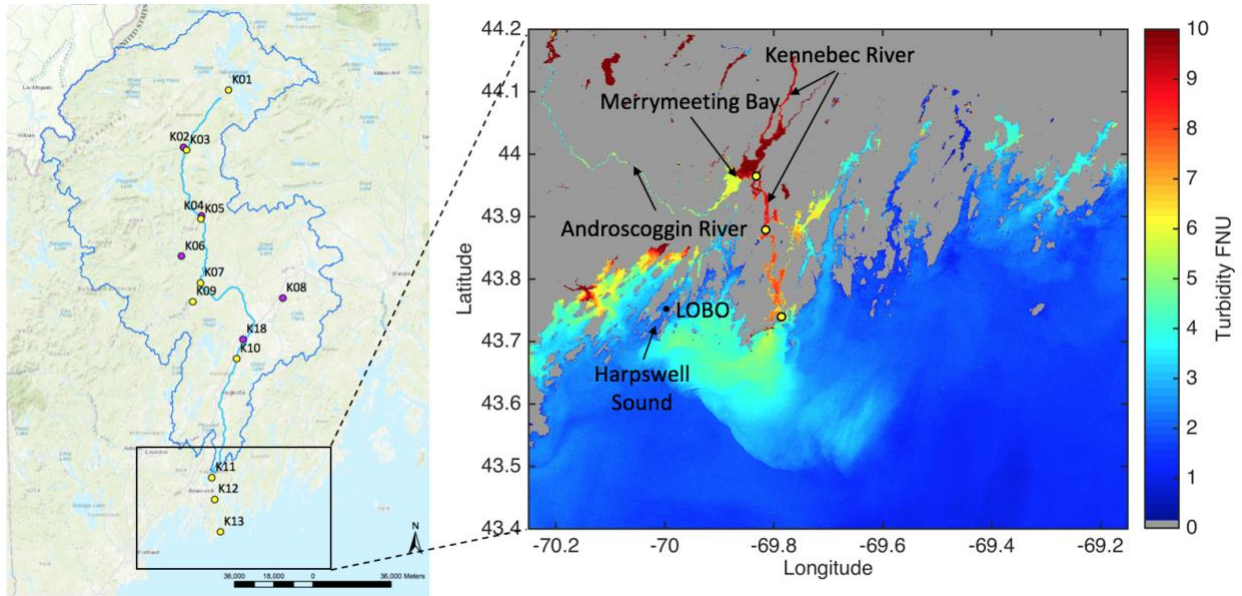 UNITED STATES
K01
K02
K03
K04
K05
K06
K07
K08
K09
K18
K10
K11
K12
K13
Portland
N
36,000 18,000 0 36,000 Meters
44.2
44.1
44
43.9
43.8
43.7
43.6
43.5
43.4
Latitude
Kennebec River
Merrymeeting Bay
Androscoggin River
LOBO
Harpswell
Sound
-70.2 -70 -69.8 -69.6 -69.4 -69.2
Longitude
10
9
8
7
6
5
4
3
2
1
0
Turbidity FNU